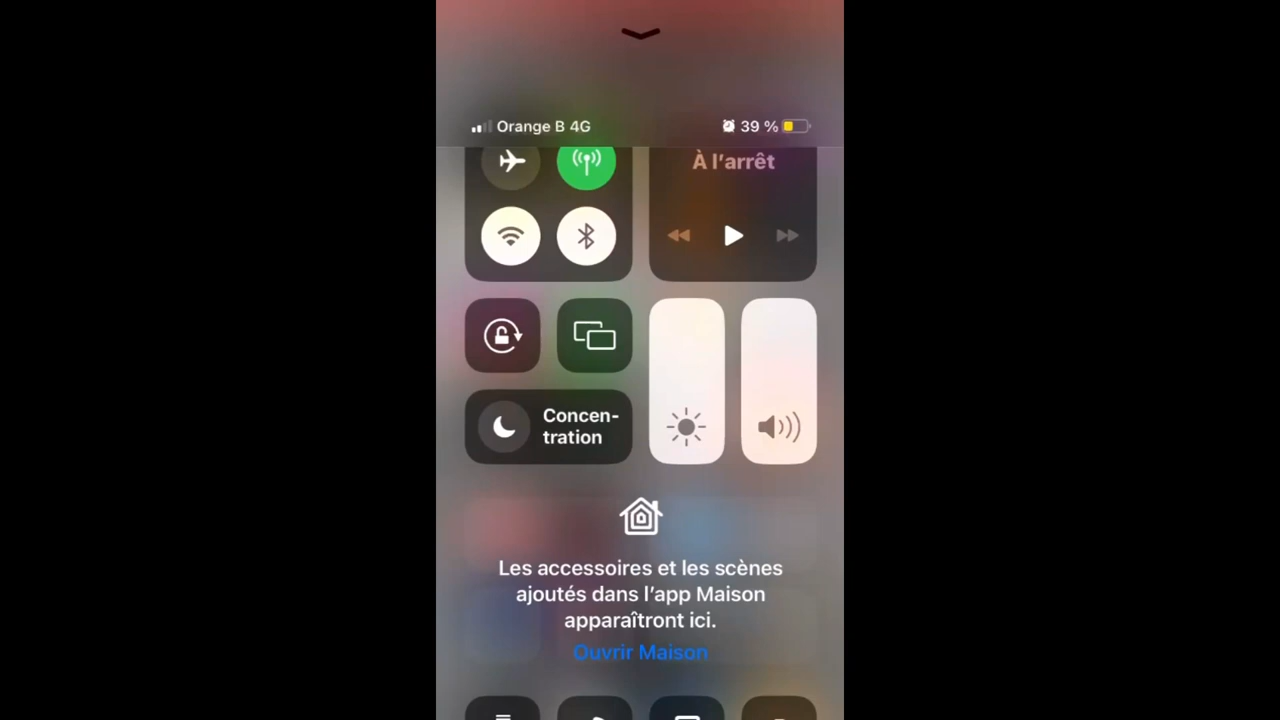 Orange B 4G
39 %
À l’arrêt
Concen-
tration
Les accessoires et les scènes
ajoutés dans l’app Maison
apparaîtront ici.
Ouvrir Maison